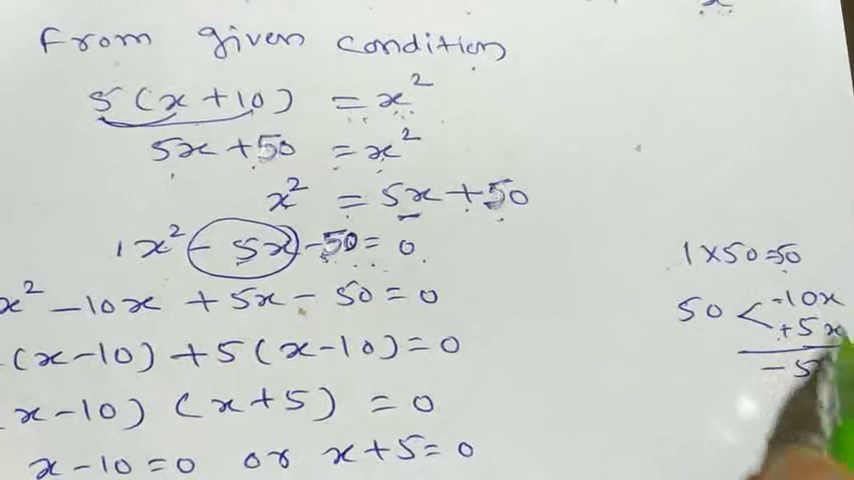 From given condition
5(x+10) = x²
5x+50 = x²
x² = 5x+50
1x² - 5x - 50 = 0
x² - 10x + 5x - 50 = 0
(x-10) + 5(x-10) = 0
x-10) (x+5) = 0
x-10=0 or x+5=0
1×50=50
50 < -10x
+5x
-5